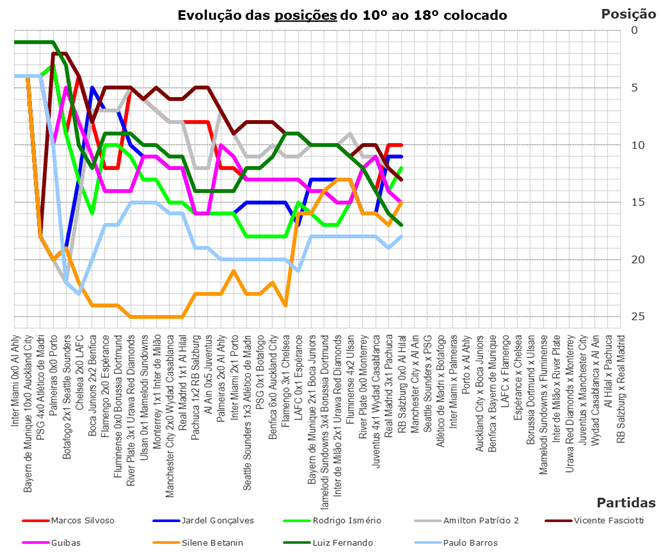 Evolução das posições do 10º ao 18º colocado
Posição
0
5
10
15
20
25
Inter Miami 0x0 Al Ahly
Bayern de Munique 10x0 Auckland City
PSG 4x0 Atlético de Madri
Palmeiras 0x0 Porto
Botafogo 2x1 Seattle Sounders
Chelsea 2x0 LAFC
Boca Juniors 2x2 Benfica
Flamengo 2x0 Espérance
Fluminense 0x0 Borussia Dortmund
River Plate 3x1 Urawa Red Diamonds
Ulsan 0x1 Mamelodi Sundowns
Monterrey 1x1 Inter de Milão
Manchester City 2x0 Wydad Casablanca
Real Madrid 1x1 Al Hilal
Pachuca 1x2 RB Salzburg
Al Ain 0x5 Juventus
Palmeiras 2x0 Al Ahly
Inter Miami 2x1 Porto
Seattle Sounders 1x3 Atlético de Madri
PSG 0x1 Botafogo
Benfica 6x0 Auckland City
Flamengo 3x1 Chelsea
LAFC 0x1 Espérance
Bayern de Munique 2x1 Boca Juniors
Iamelodi Sundowns 3x4 Borussia Dortmund
Inter de Milão 2x1 Urawa Red Diamonds
Fluminense 4x2 Ulsan
River Plate 0x0 Monterrey
Juventus 4x1 Wydad Casablanca
Real Madrid 3x1 Pachuca
RB Salzburg 0x0 Al Hilal
Manchester City x Al Ain
Seattle Sounders x PSG
Atlético de Madri x Botafogo
Inter Miami x Palmeiras
Porto x Al Ahly
Auckland City x Boca Juniors
Benfica x Bayern de Munique
LAFC x Flamengo
Espérance x Chelsea
Borussia Dortmund x Ulsan
Mamelodi Sundowns x Fluminense
Inter de Milão x River Plate
Urawa Red Diamonds x Monterrey
Juventus x Manchester City
Wydad Casablanca x Al Ain
Al Hilal x Pachuca
RB Salzburg x Real Madrid
Partidas
Marcos Silvoso
Jardel Gonçalves
Rodrigo Ismério
Amilton Patrício 2
Vicente Fasciotti
Guibas
Silene Betanin
Luiz Fernando
Paulo Barros